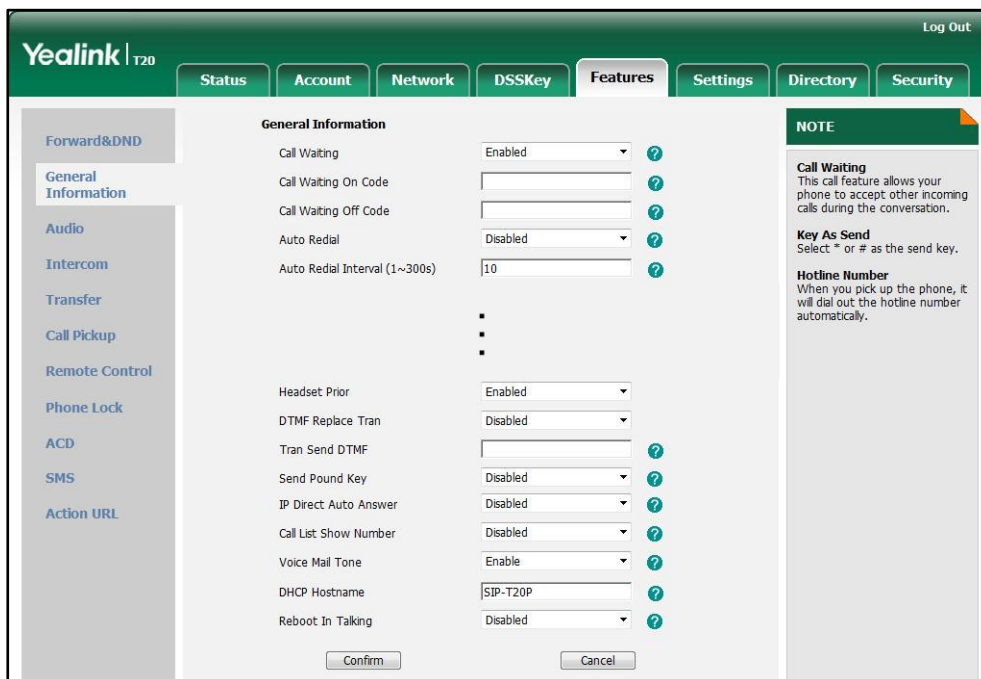 Log Out
Yealink T20
Status Account Network DSSKey Features Settings Directory Security
Forward&DND
General
Information
Audio
Intercom
Transfer
Call Pickup
Remote Control
Phone Lock
ACD
SMS
Action URL
General Information
Call Waiting Enabled ?
Call Waiting On Code ?
Call Waiting Off Code ?
Auto Redial Disabled ?
Auto Redial Interval (1~300s) 10 ?
Headset Prior Enabled
DTMF Replace Tran Disabled
Tran Send DTMF ?
Send Pound Key Disabled ?
IP Direct Auto Answer Disabled ?
Call List Show Number Disabled ?
Voice Mail Tone Enable ?
DHCP Hostname SIP-T20P ?
Reboot In Talking Disabled ?
Confirm Cancel
NOTE
Call Waiting
This call feature allows your
phone to accept other incoming
calls during the conversation.
Key As Send
Select * or # as the send key.
Hotline Number
When you pick up the phone, it
will dial out the hotline number
automatically.